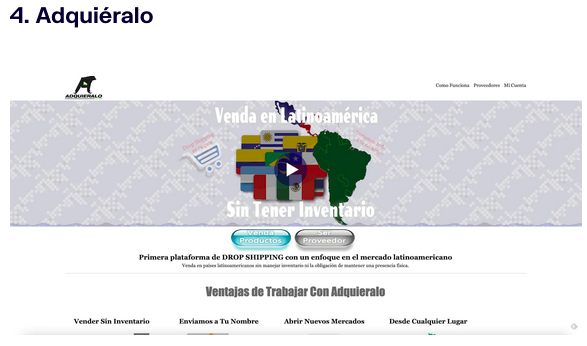 4. Adquiéralo
ADQUIERALO
Como Funciona Proveedores Mi Cuenta
Venda en Latinoamérica
Sin Tener Inventario
Venda Productos
Ser Proveedor
Primera plataforma de DROP SHIPPING con un enfoque en el mercado latinoamericano
Venda en países latinoamericanos sin manejar inventario ni la obligación de mantener una presencia física.
Ventajas de Trabajar Con Adquieralo
Vender Sin Inventario Enviamos a Tu Nombre Abrir Nuevos Mercados Desde Cualquier Lugar